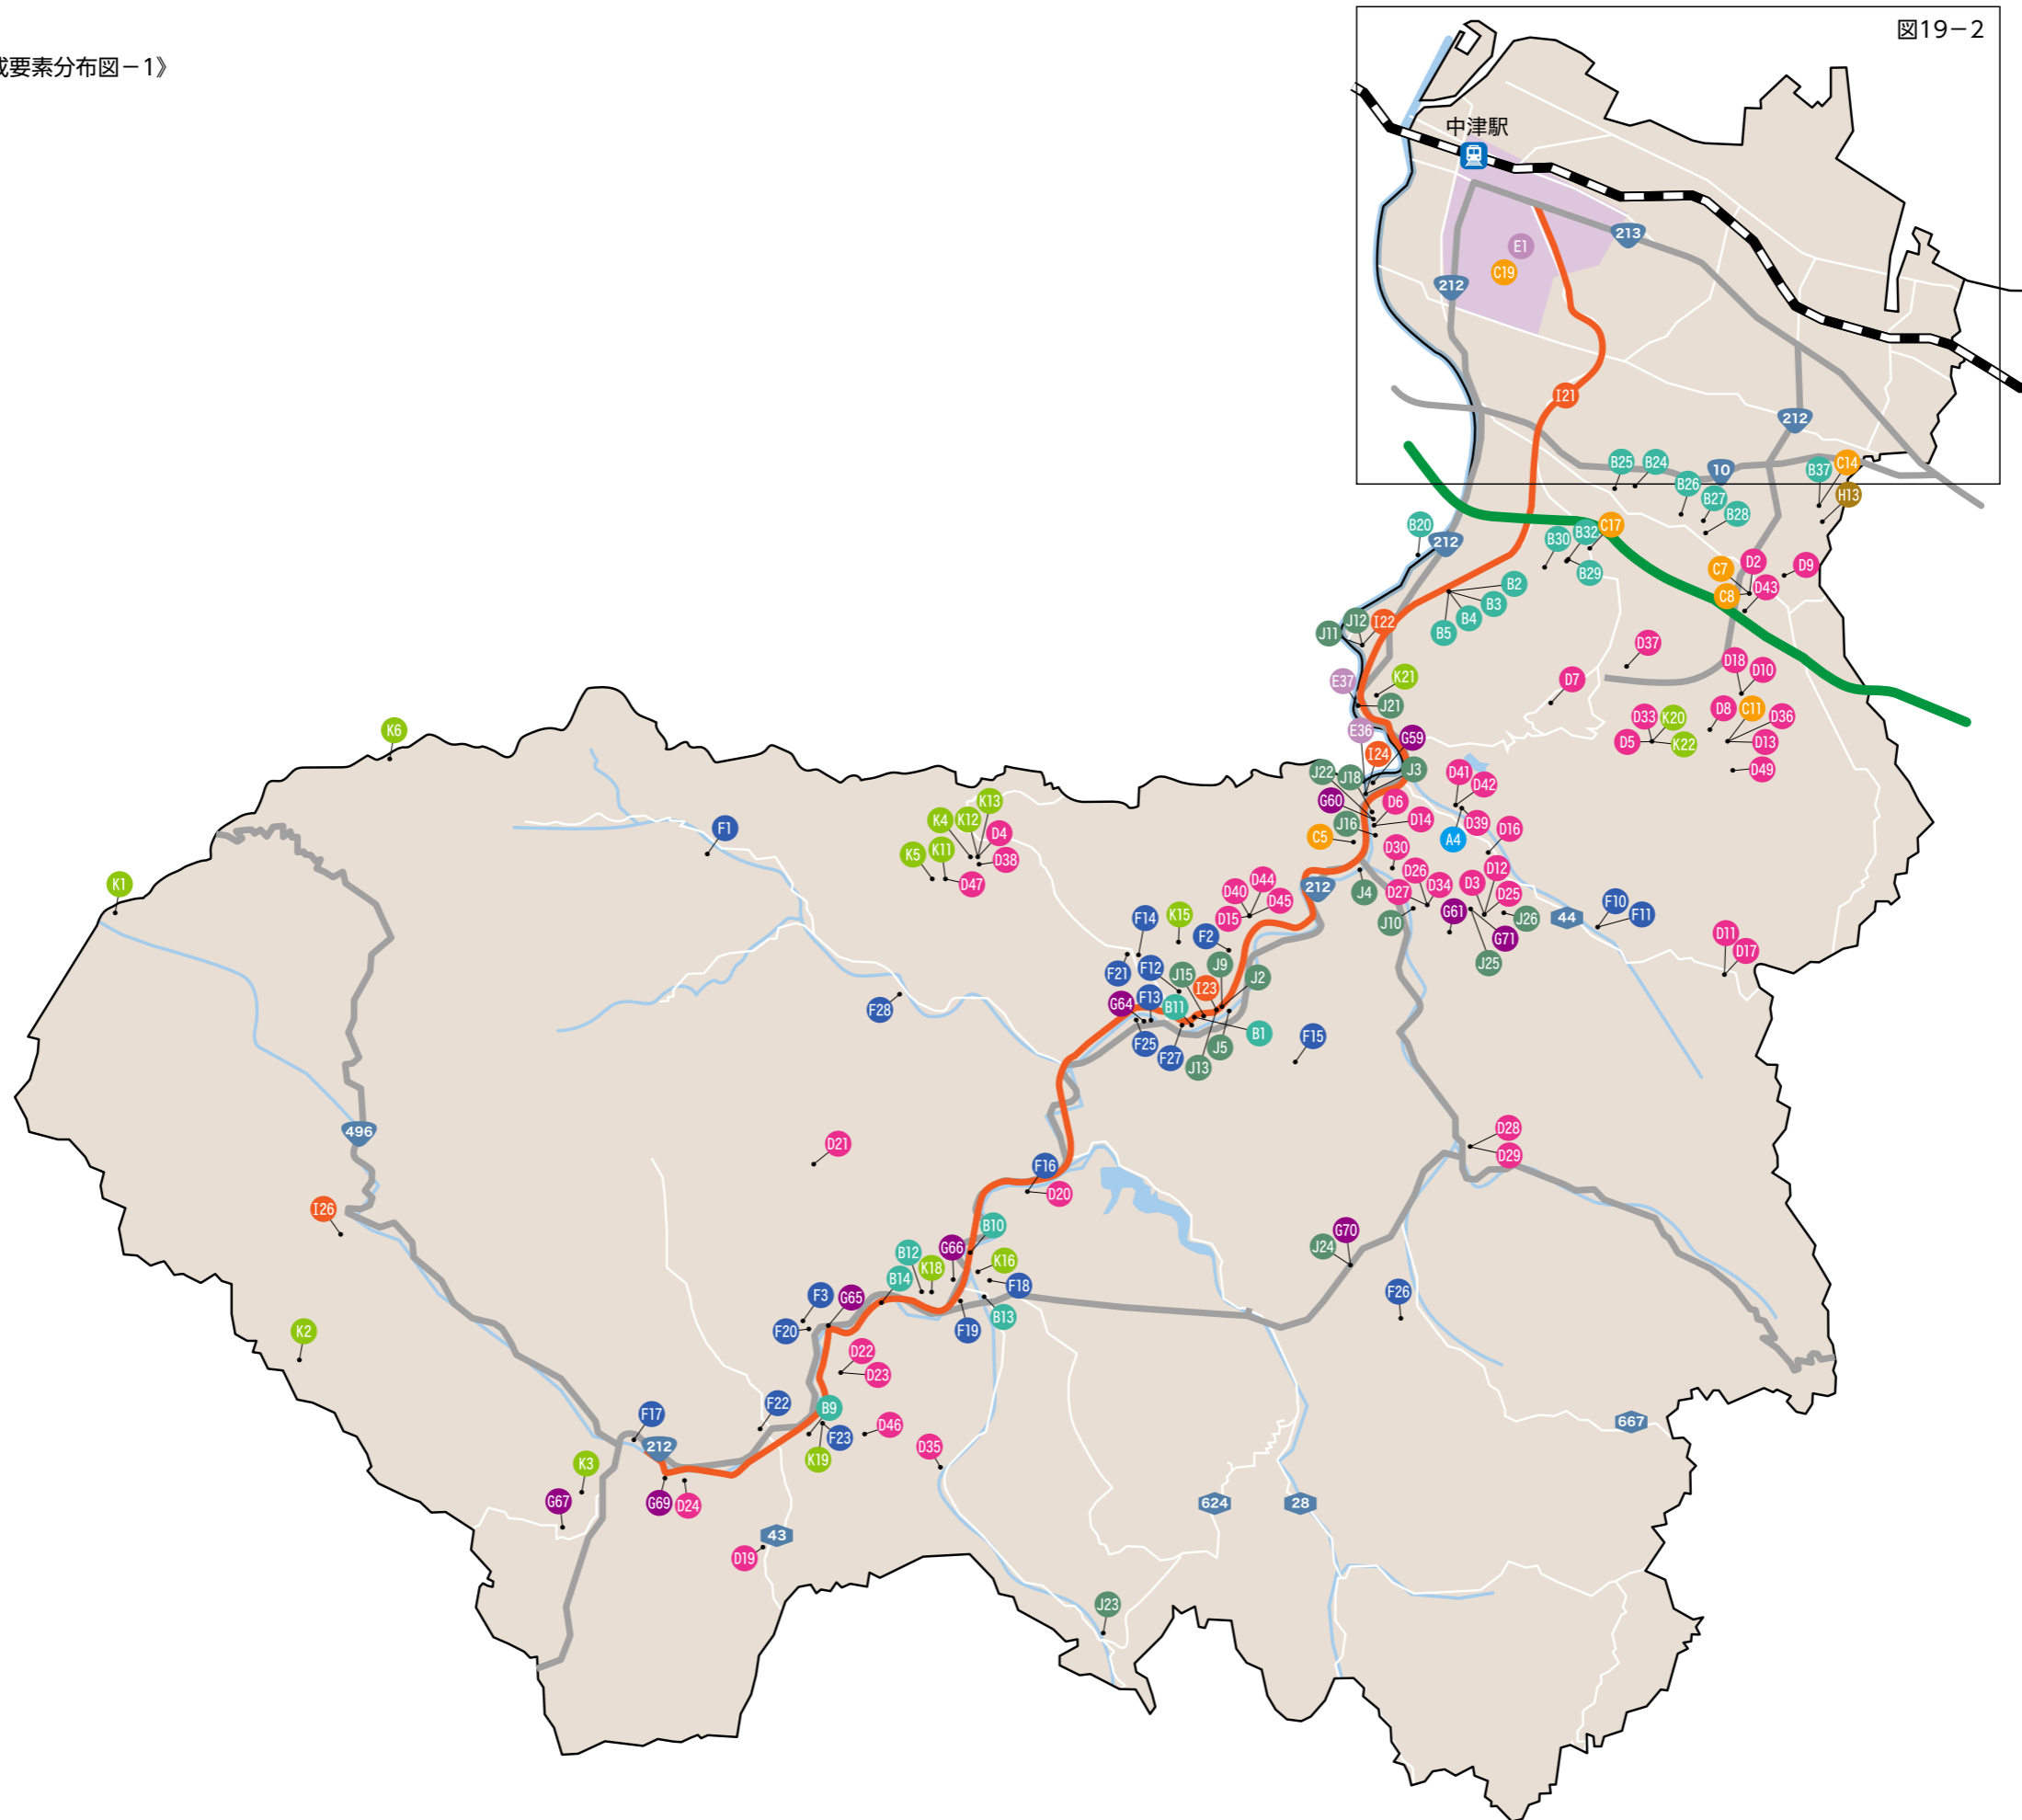 図19－2
成要素分布図－1》
中津駅
213
E1
C19
212
I21
212
B25
B24
10
B37
C14
B26
H13
B27
B28
B20
C17
B32
B30
212
D2
D9
C7
B29
B2
D43
C8
B3
B4
J12
I22
J11
B5
D37
D18
D10
K21
D7
E37
J21
D8
C11
D33
K20
D36
K6
E36
G59
D5
K22
D13
I24
J3
D49
J22
J18
D41
D42
K13
G60
D6
K4
K12
D14
F1
J16
D39
D16
D4
C5
A4
K11
D30
K5
D38
D26
D12
K1
D47
D44
212
D27
D34
D3
D40
J4
D25
F14
K15
D15
D45
J10
G61
J26
44
F10
F11
F2
G71
D11
F21
F12
J15
J9
J25
D17
J2
I23
G64
F13
B11
F28
F25
B1
F15
F27
J5
J13
496
D28
D21
D29
F16
D20
I26
B10
G70
G66
J24
B12
K18
K16
B14
F18
F3
G65
F26
B13
K2
F20
F19
D22
D23
F22
B9
F17
667
D46
F23
212
D35
K19
K3
G67
G69
D24
624
28
43
D19
J23